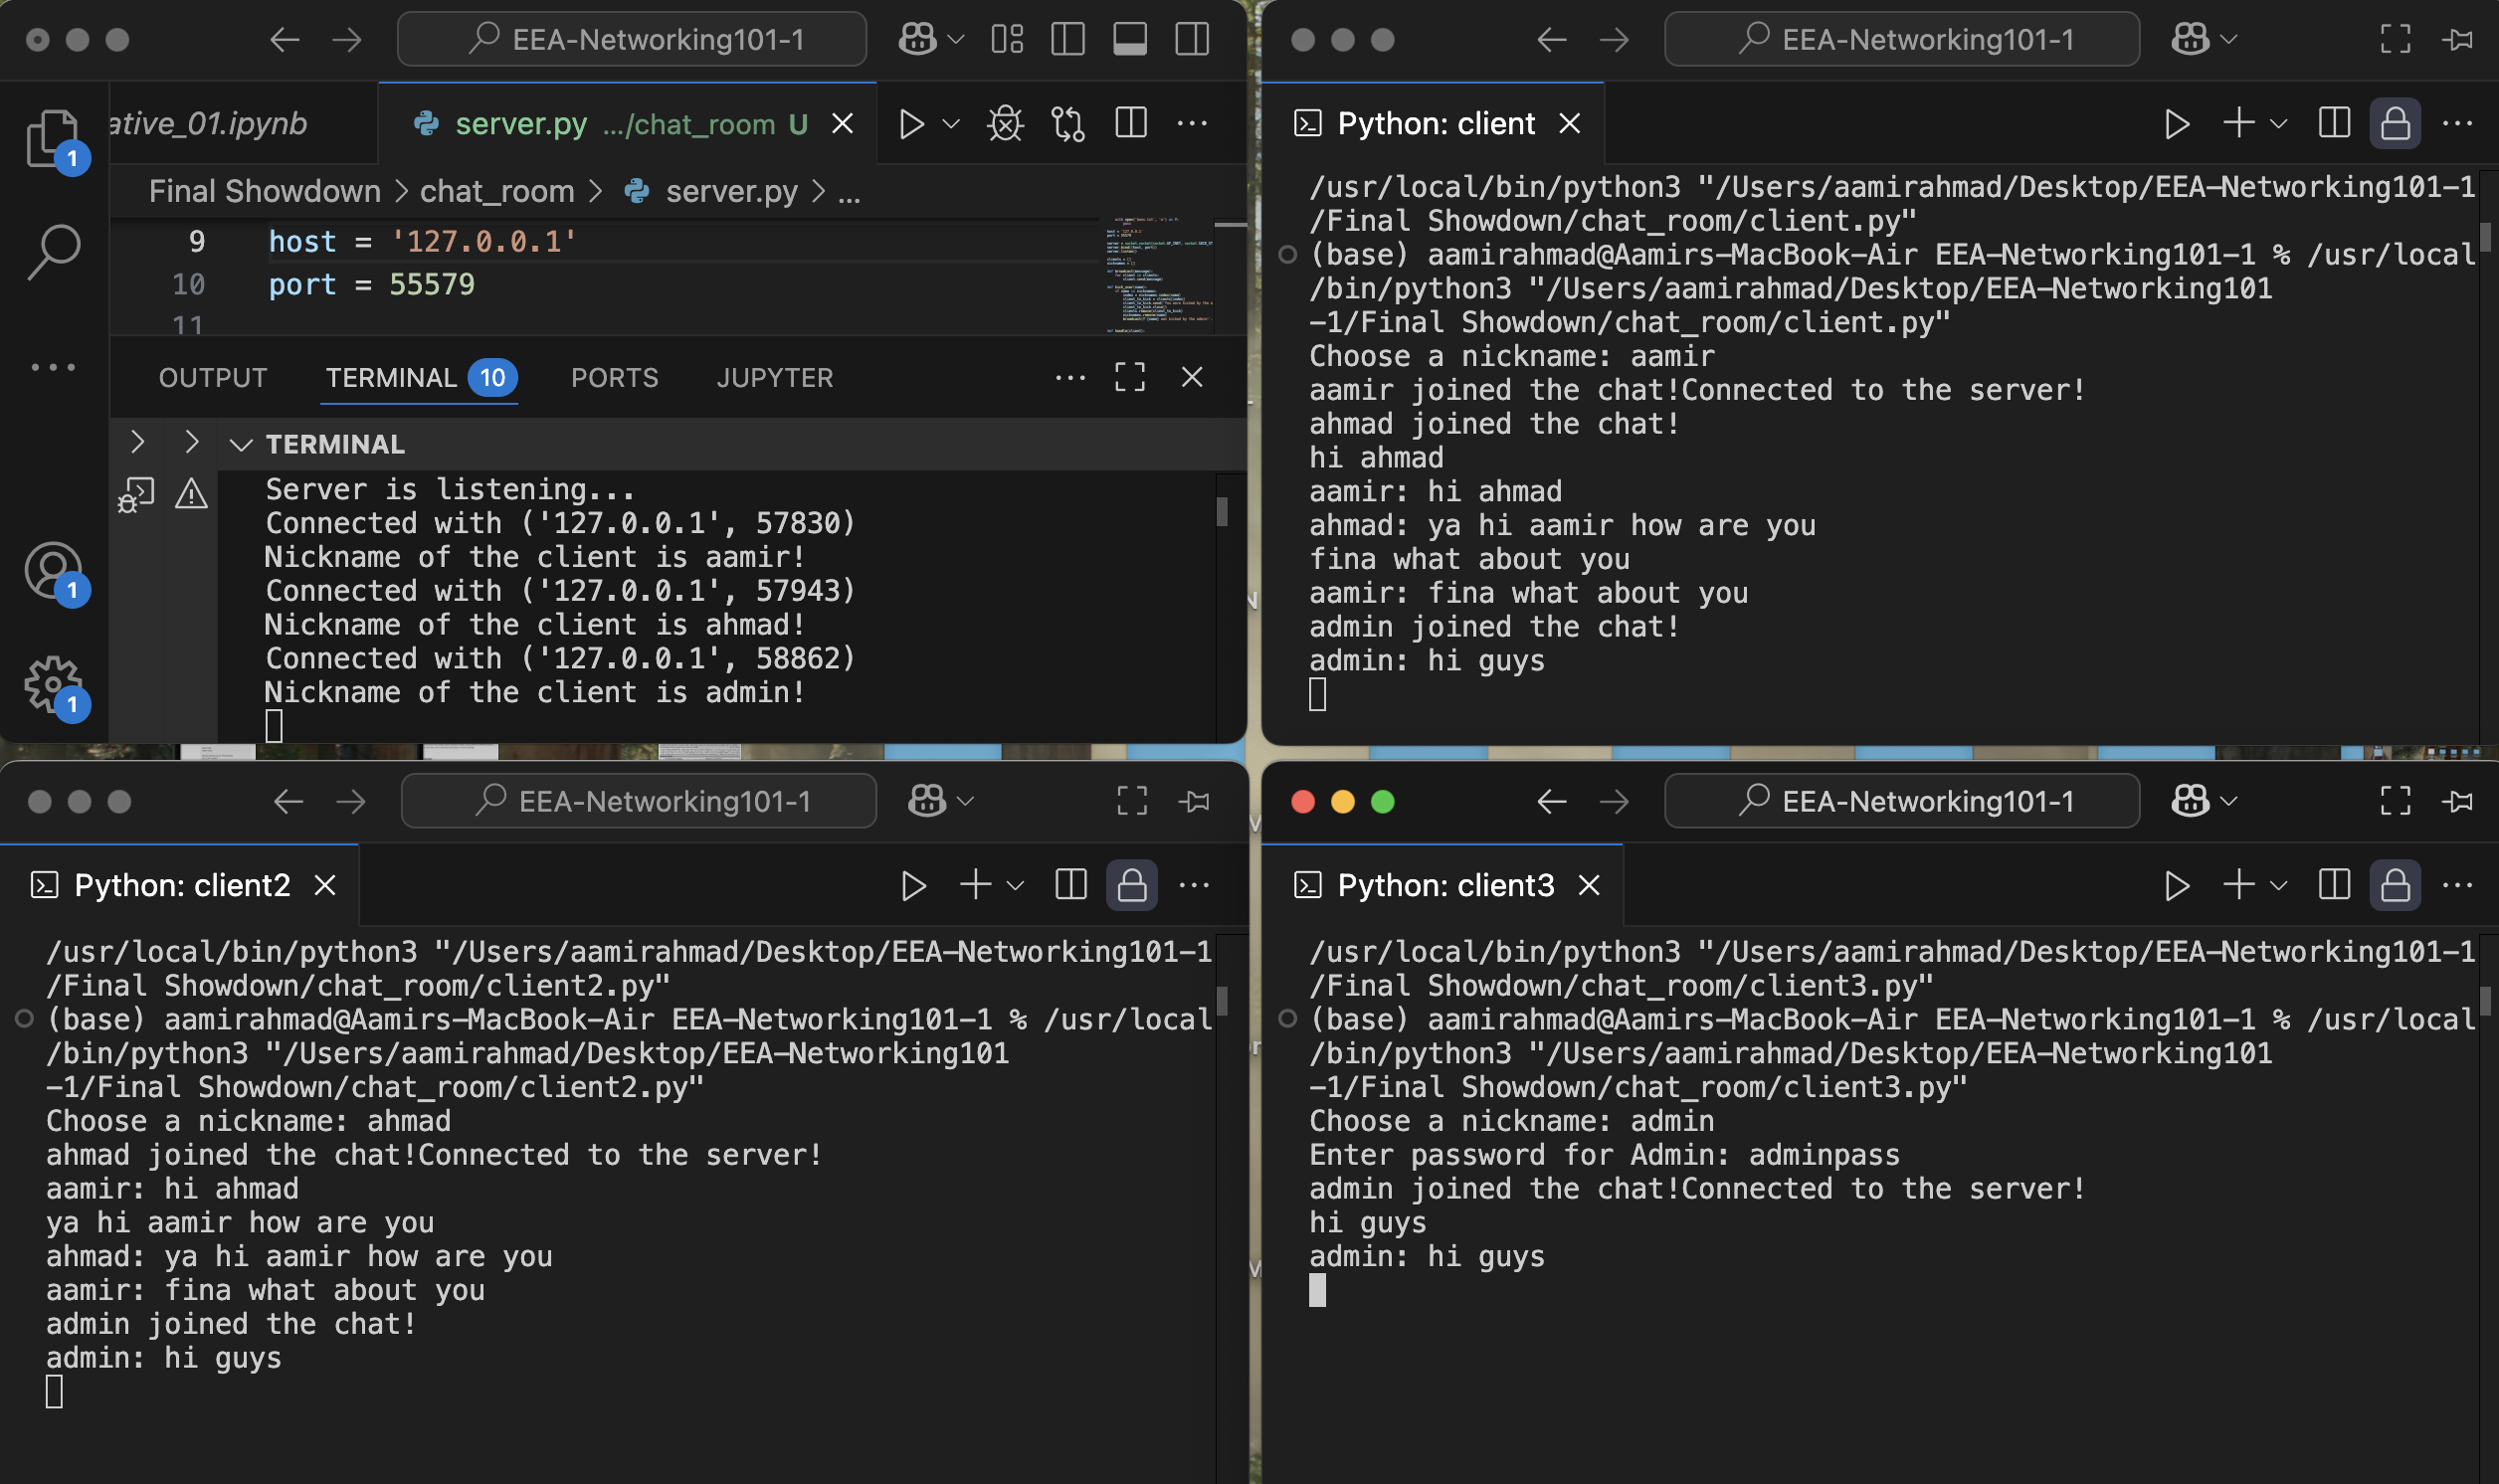 EEA-Networking101-1
ative_01.ipynb
server.py .../chat_room U
Final Showdown > chat_room > server.py > ...
9 host = '127.0.0.1'
10 port = 55579
11
OUTPUT TERMINAL 10 PORTS JUPYTER
TERMINAL
Server is listening...
Connected with ('127.0.0.1', 57830)
Nickname of the client is aamir!
Connected with ('127.0.0.1', 57943)
Nickname of the client is ahmad!
Connected with ('127.0.0.1', 58862)
Nickname of the client is admin!
1
1
1
EEA-Networking101-1
Python: client
/usr/local/bin/python3 "/Users/aamirahmad/Desktop/EEA-Networking101-1
/Final Showdown/chat_room/client.py"
(base) aamirahmad@Aamirs-MacBook-Air EEA-Networking101-1 % /usr/local
/bin/python3 "/Users/aamirahmad/Desktop/EEA-Networking101
-1/Final Showdown/chat_room/client.py"
Choose a nickname: aamir
aamir joined the chat!Connected to the server!
ahmad joined the chat!
hi ahmad
aamir: hi ahmad
ahmad: ya hi aamir how are you
fina what about you
aamir: fina what about you
admin joined the chat!
admin: hi guys
EEA-Networking101-1
Python: client2
/usr/local/bin/python3 "/Users/aamirahmad/Desktop/EEA-Networking101-1
/Final Showdown/chat_room/client2.py"
(base) aamirahmad@Aamirs-MacBook-Air EEA-Networking101-1 % /usr/local
/bin/python3 "/Users/aamirahmad/Desktop/EEA-Networking101
-1/Final Showdown/chat_room/client2.py"
Choose a nickname: ahmad
ahmad joined the chat!Connected to the server!
aamir: hi ahmad
ya hi aamir how are you
ahmad: ya hi aamir how are you
aamir: fina what about you
admin joined the chat!
admin: hi guys
EEA-Networking101-1
Python: client3
/usr/local/bin/python3 "/Users/aamirahmad/Desktop/EEA-Networking101-1
/Final Showdown/chat_room/client3.py"
(base) aamirahmad@Aamirs-MacBook-Air EEA-Networking101-1 % /usr/local
/bin/python3 "/Users/aamirahmad/Desktop/EEA-Networking101
-1/Final Showdown/chat_room/client3.py"
Choose a nickname: admin
Enter password for Admin: adminpass
admin joined the chat!Connected to the server!
hi guys
admin: hi guys